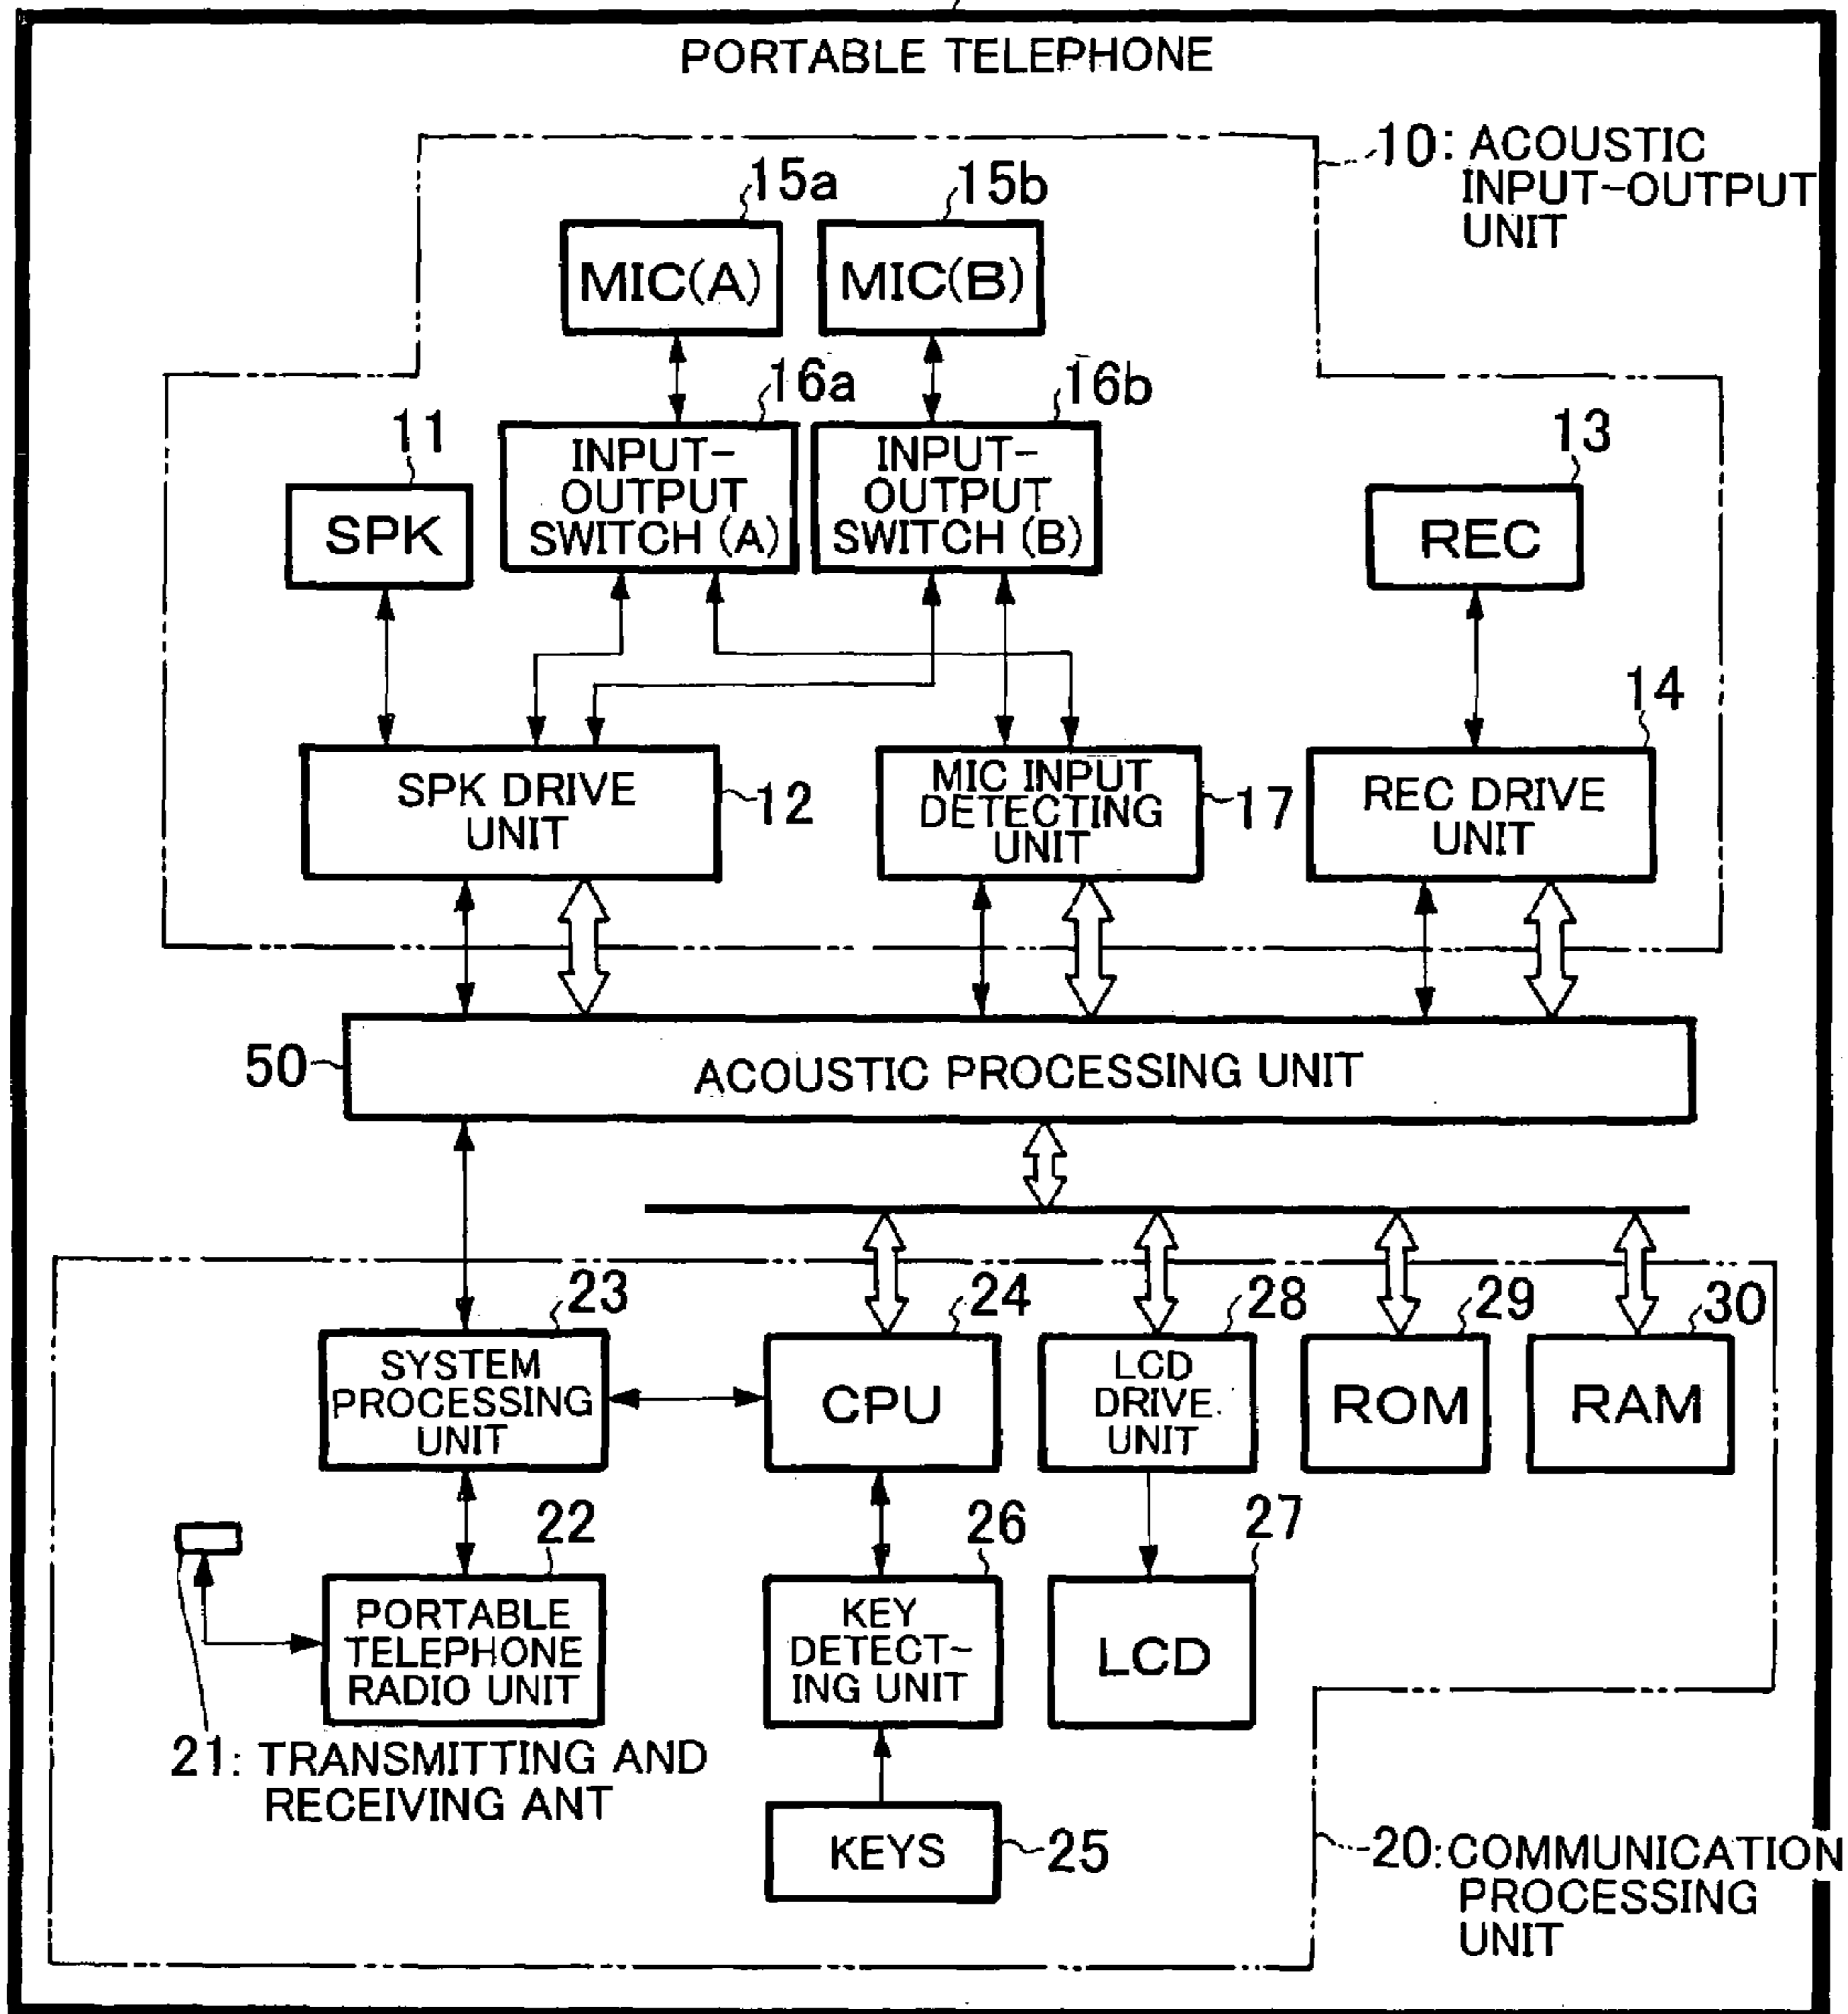 PORTABLE TELEPHONE
10: ACOUSTIC
INPUT-OUTPUT
UNIT
15a
15b
MIC(A)
MIC(B)
16a
16b
11
13
INPUT-
OUTPUT
SWITCH (A)
INPUT-
OUTPUT
SWITCH (B)
SPK
REC
14
SPK DRIVE
UNIT
12
MIC INPUT
DETECTING
UNIT
17
REC DRIVE
UNIT
50
ACOUSTIC PROCESSING UNIT
23
24
28
29
30
SYSTEM
PROCESSING
UNIT
CPU
LCD
DRIVE
UNIT
ROM
RAM
22
26
27
PORTABLE
TELEPHONE
RADIO UNIT
KEY
DETECT-
ING UNIT
LCD
21: TRANSMITTING AND
RECEIVING ANT
KEYS
25
20: COMMUNICATION
PROCESSING
UNIT